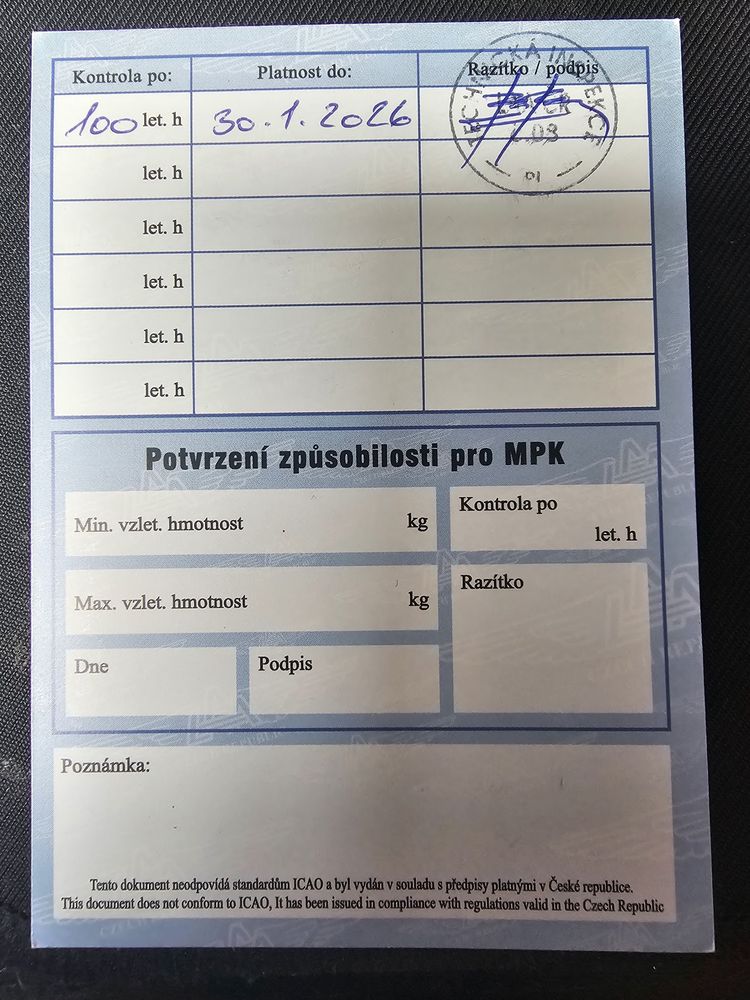 Kontrola po: Platnost do: Razítko / podpis
100 let. h 30.1.2026
TECHNICKÁ INSPEKCE
let. h
let. h
let. h
let. h
let. h
Potvrzení způsobilosti pro MPK
Min. vzlet. hmotnost kg
Kontrola po
let. h
Max. vzlet. hmotnost kg
Razítko
Dne
Podpis
Poznámka:
Tento dokument neodpovídá standardům ICAO a byl vydán v souladu s předpisy platnými v České republice.
This document does not conform to ICAO, It has been issued in compliance with regulations valid in the Czech Republic